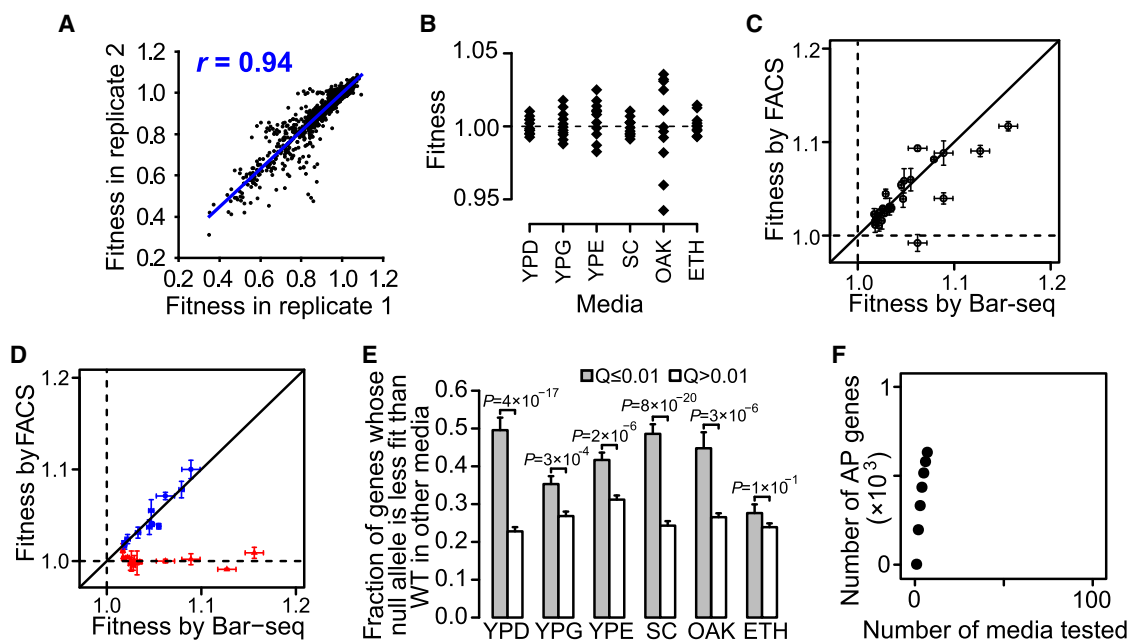 A
r = 0.94
1.2
1.0
0.8
0.6
0.4
0.2
0.2 0.4 0.6 0.8 1.0 1.2
Fitness in replicate 2
Fitness in replicate 1
B
1.05
1.00
0.95
Fitness
YPD YPG YPE SC OAK ETH
Media
C
1.2
1.1
1.0
1.0 1.1 1.2
Fitness by FACS
Fitness by Bar-seq
D
1.2
1.1
1.0
1.0 1.1 1.2
Fitness by FACS
Fitness by Bar−seq
E
Q≤0.01 Q>0.01
0.6
0.5
0.4
0.3
0.2
0.1
0.0
Fraction of genes whose
null allele is less fit than
WT in other media
P=4×10⁻¹⁷
P=3×10⁻⁴
P=2×10⁻⁶
P=8×10⁻²⁰
P=3×10⁻⁶
P=1×10⁻¹
YPD YPG YPE SC OAK ETH
F
1
0
0 100
Number of AP genes
(×10³)
Number of media tested